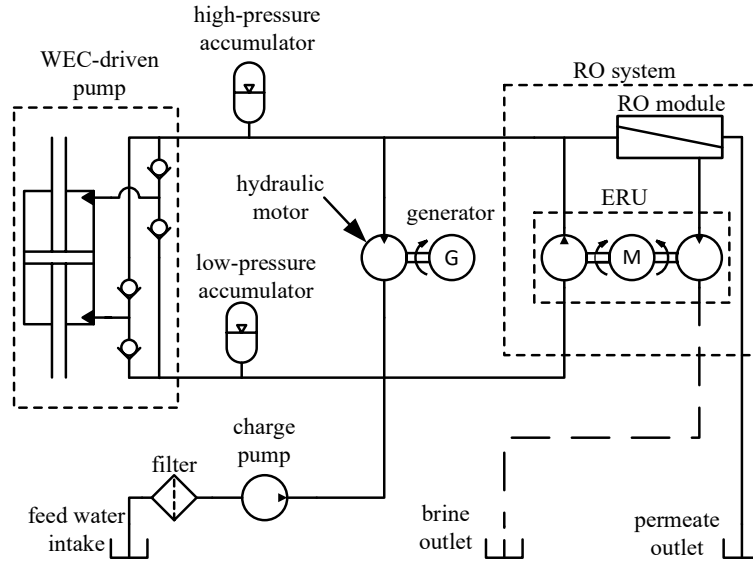 high-pressure
accumulator
WEC-driven
pump
RO system
RO module
hydraulic
motor
generator
ERU
G
M
low-pressure
accumulator
charge
pump
filter
feed water
intake
brine
outlet
permeate
outlet